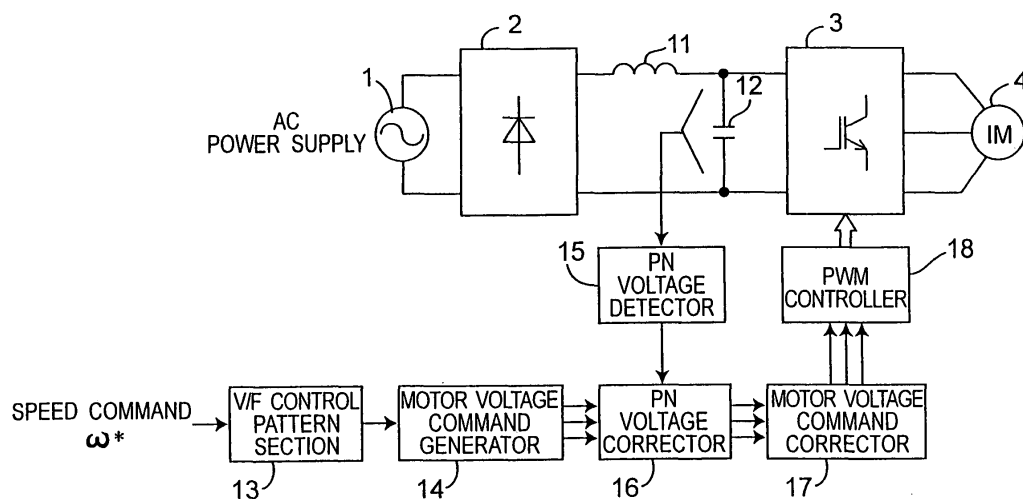 2
11
3
1
12
4
AC
POWER SUPPLY
IM
15
PN
VOLTAGE
DETECTOR
18
PWM
CONTROLLER
SPEED COMMAND
ω*
V/F CONTROL
PATTERN
SECTION
MOTOR VOLTAGE
COMMAND
GENERATOR
PN
VOLTAGE
CORRECTOR
MOTOR VOLTAGE
COMMAND
CORRECTOR
13
14
16
17